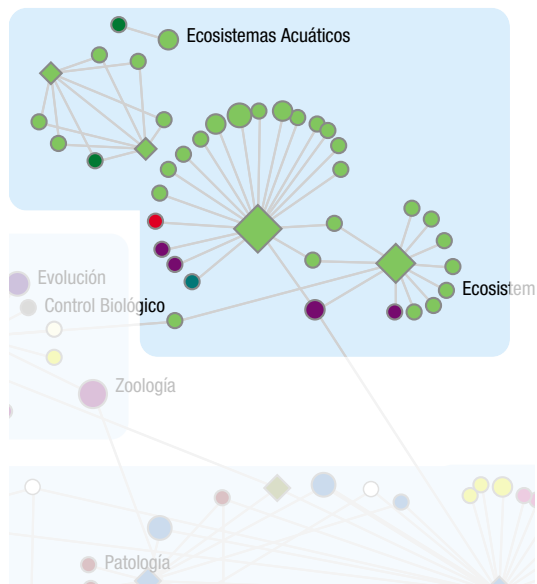 Ecosistemas Acuáticos
Evolución
Control Biológico
Ecosistem
Zoología
Patología